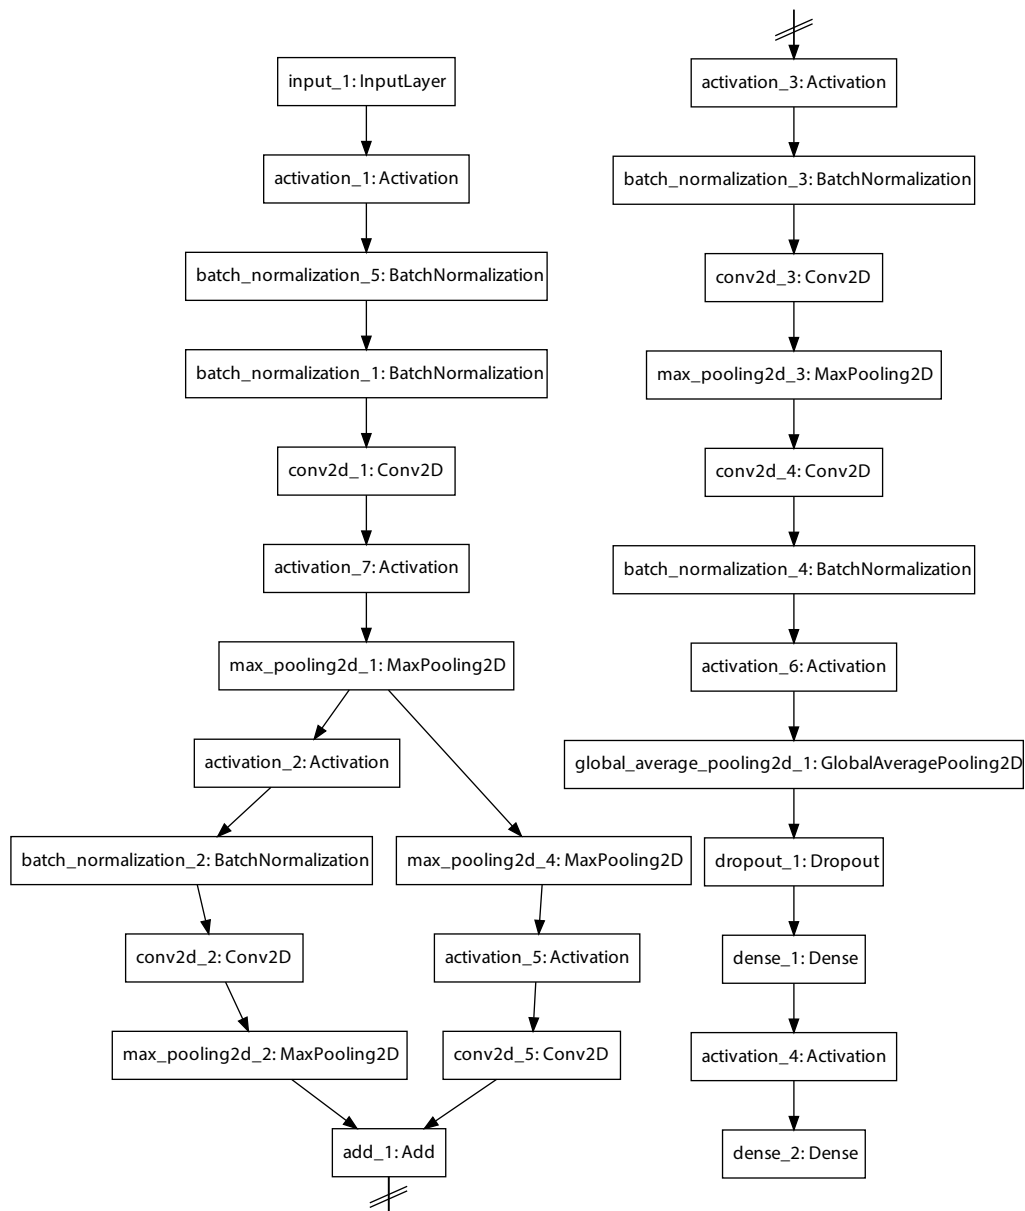 input_1: InputLayer
activation_1: Activation
batch_normalization_5: BatchNormalization
batch_normalization_1: BatchNormalization
conv2d_1: Conv2D
activation_7: Activation
max_pooling2d_1: MaxPooling2D
activation_2: Activation
batch_normalization_2: BatchNormalization
max_pooling2d_4: MaxPooling2D
conv2d_2: Conv2D
activation_5: Activation
max_pooling2d_2: MaxPooling2D
conv2d_5: Conv2D
add_1: Add
activation_3: Activation
batch_normalization_3: BatchNormalization
conv2d_3: Conv2D
max_pooling2d_3: MaxPooling2D
conv2d_4: Conv2D
batch_normalization_4: BatchNormalization
activation_6: Activation
global_average_pooling2d_1: GlobalAveragePooling2D
dropout_1: Dropout
dense_1: Dense
activation_4: Activation
dense_2: Dense